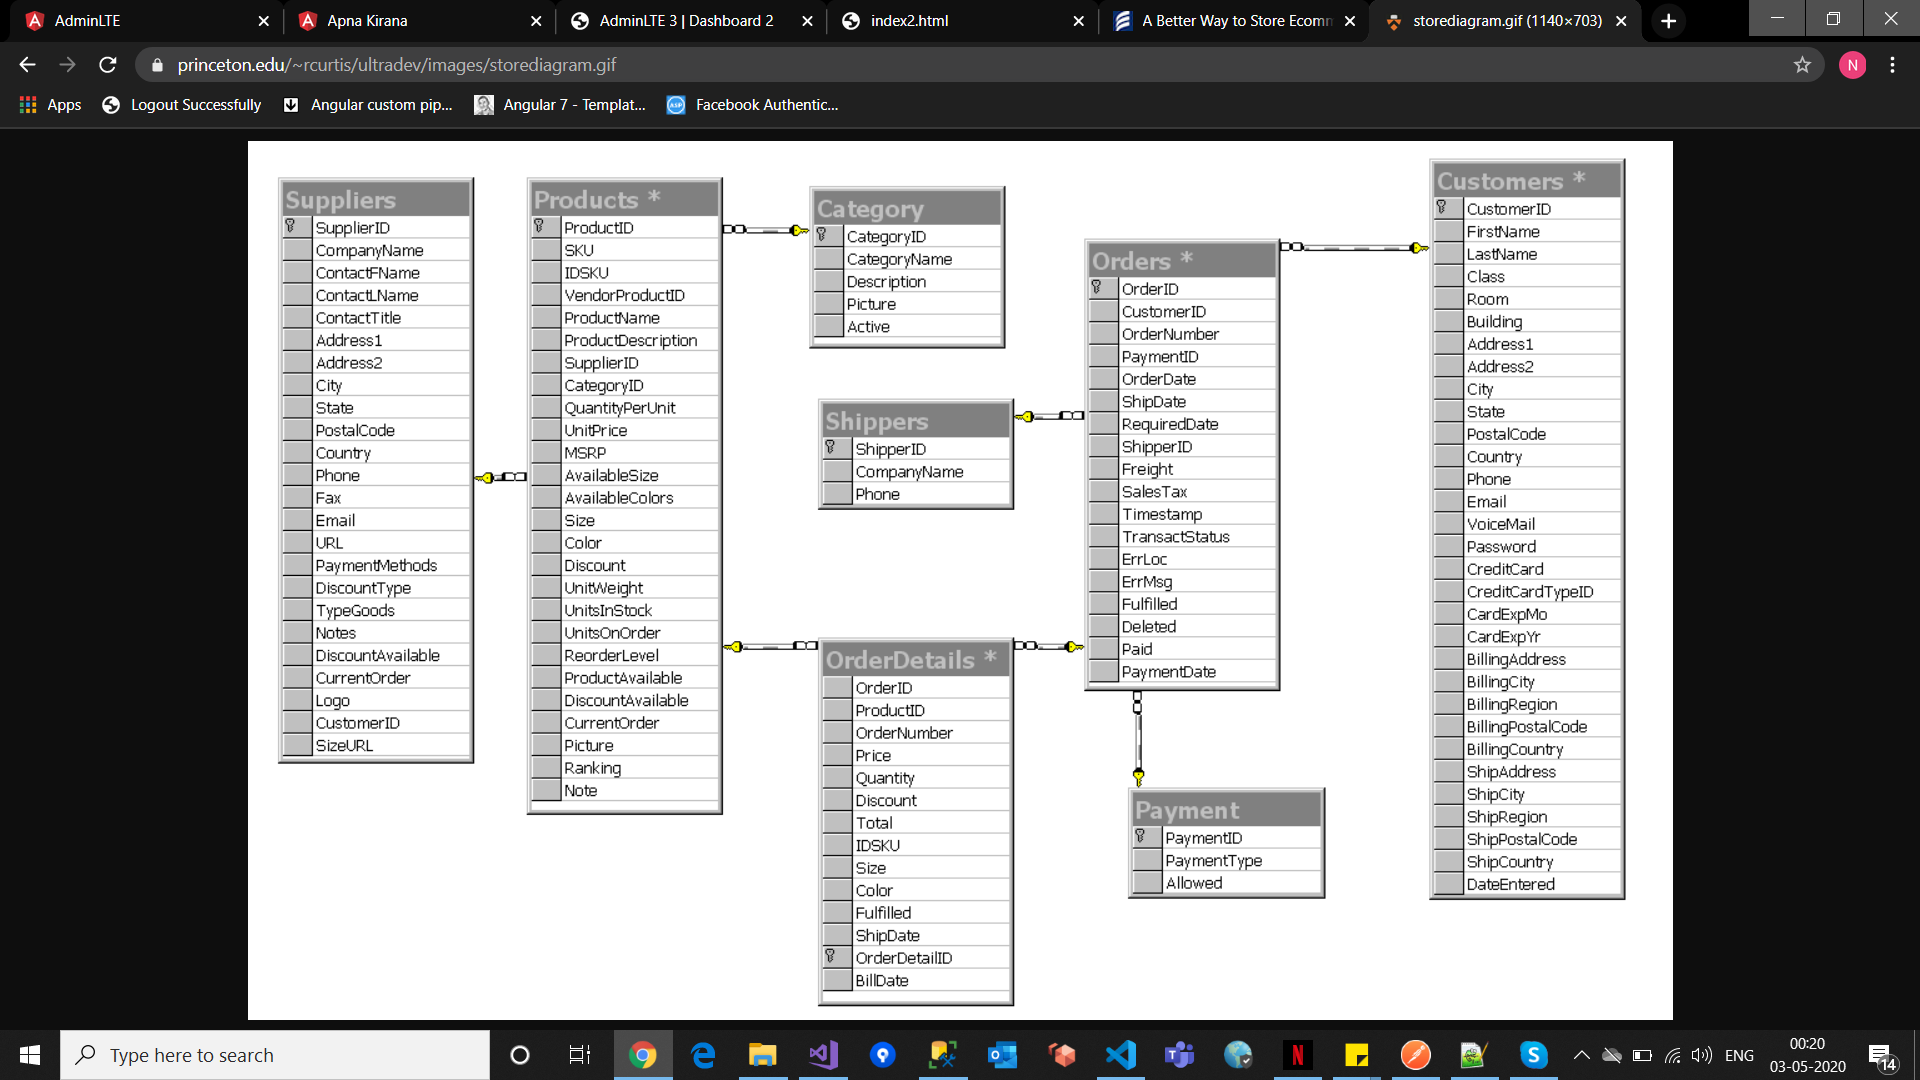 AdminLTE
Apna Kirana
AdminLTE 3 | Dashboard 2
index2.html
A Better Way to Store Ecomm
storediagram.gif (1140×703)
princeton.edu/~rcurtis/ultradev/images/storediagram.gif
N
Apps
Logout Successfully
Angular custom pip...
Angular 7 - Templat...
Facebook Authentic...
Suppliers
SupplierID
CompanyName
ContactFName
ContactLName
ContactTitle
Address1
Address2
City
State
PostalCode
Country
Phone
Fax
Email
URL
PaymentMethods
DiscountType
TypeGoods
Notes
DiscountAvailable
CurrentOrder
Logo
CustomerID
SizeURL
Products *
ProductID
SKU
IDSKU
VendorProductID
ProductName
ProductDescription
SupplierID
CategoryID
QuantityPerUnit
UnitPrice
MSRP
AvailableSize
AvailableColors
Size
Color
Discount
UnitWeight
UnitsInStock
UnitsOnOrder
ReorderLevel
ProductAvailable
DiscountAvailable
CurrentOrder
Picture
Ranking
Note
Category
CategoryID
CategoryName
Description
Picture
Active
Shippers
ShipperID
CompanyName
Phone
OrderDetails *
OrderID
ProductID
OrderNumber
Price
Quantity
Discount
Total
IDSKU
Size
Color
Fulfilled
ShipDate
OrderDetailID
BillDate
Orders *
OrderID
CustomerID
OrderNumber
PaymentID
OrderDate
ShipDate
RequiredDate
ShipperID
Freight
SalesTax
Timestamp
TransactStatus
ErrLoc
ErrMsg
Fulfilled
Deleted
Paid
PaymentDate
Payment
PaymentID
PaymentType
Allowed
Customers *
CustomerID
FirstName
LastName
Class
Room
Building
Address1
Address2
City
State
PostalCode
Country
Phone
Email
VoiceMail
Password
CreditCard
CreditCardTypeID
CardExpMo
CardExpYr
BillingAddress
BillingCity
BillingRegion
BillingPostalCode
BillingCountry
ShipAddress
ShipCity
ShipRegion
ShipPostalCode
ShipCountry
DateEntered
Type here to search
ENG
00:20
03-05-2020
14